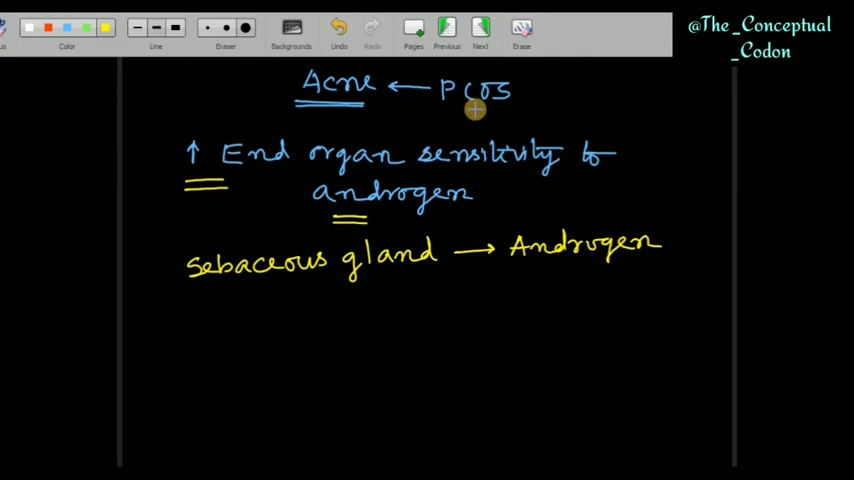 @The_Conceptual
_Codon
us
Color
Line
Eraser
Backgrounds
Undo
Redo
Pages
Previous
Next
Erase
Acne ← PCOS
↑ End organ sensitivity to
androgen
sebaceous gland → Androgen